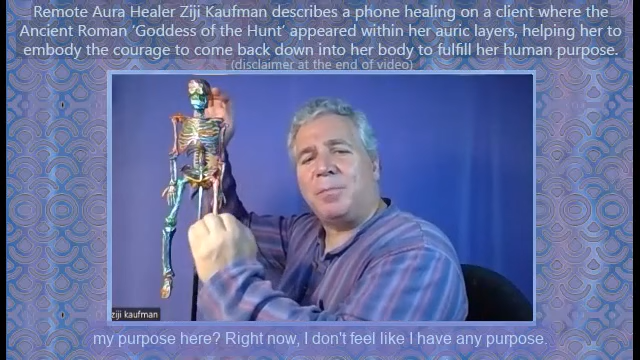 Remote Aura Healer Ziji Kaufman describes a phone healing on a client where the
Ancient Roman ‘Goddess of the Hunt’ appeared within her auric layers, helping her to
embody the courage to come back down into her body to fulfill her human purpose.
(disclaimer at the end of video)
ziji kaufman
my purpose here? Right now, I don't feel like I have any purpose.